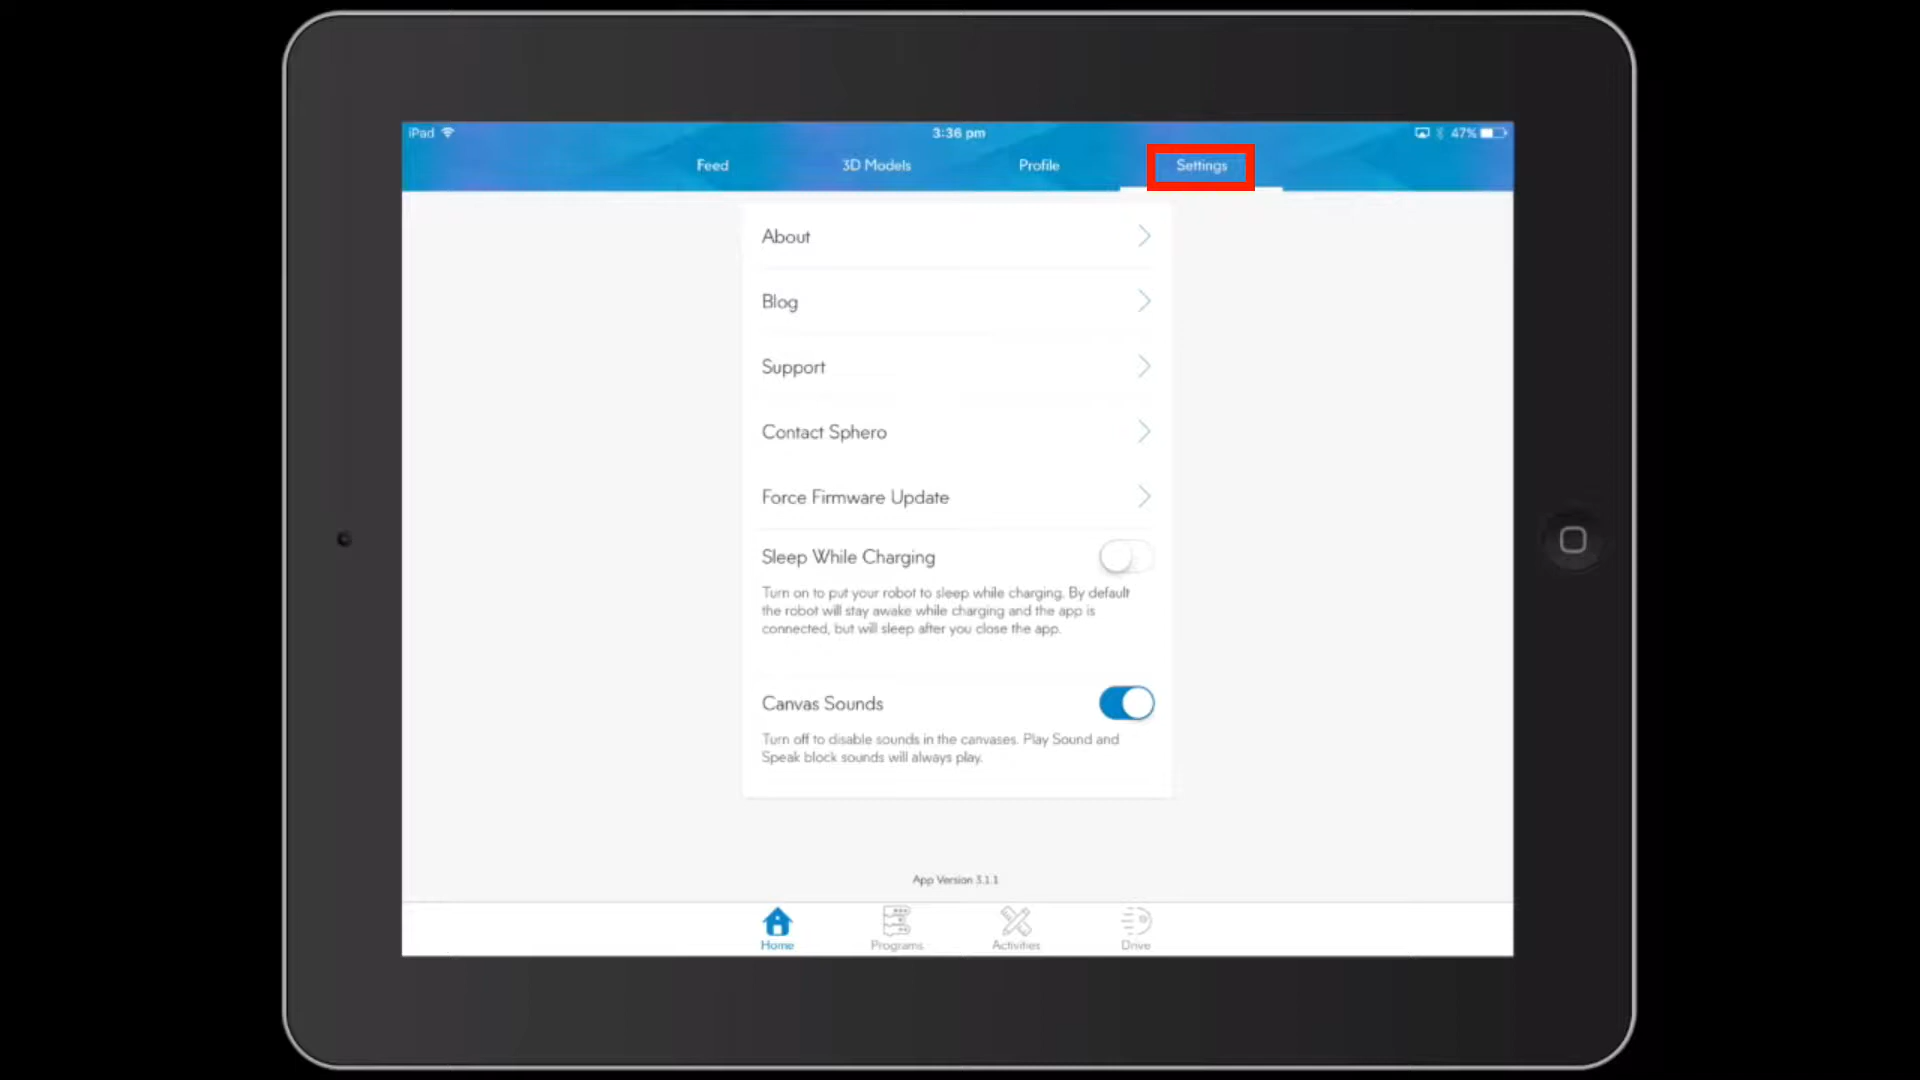 iPad
3:36 pm
47%
Feed
3D Models
Profile
Settings
About
Blog
Support
Contact Sphero
Force Firmware Update
Sleep While Charging
Turn on to put your robot to sleep while charging. By default
the robot will stay awake while charging and the app is
connected, but will sleep after you close the app.
Canvas Sounds
Turn off to disable sounds in the canvases. Play Sound and
Speak block sounds will always play.
App Version 3.1.1
Home
Programs
Activities
Drive